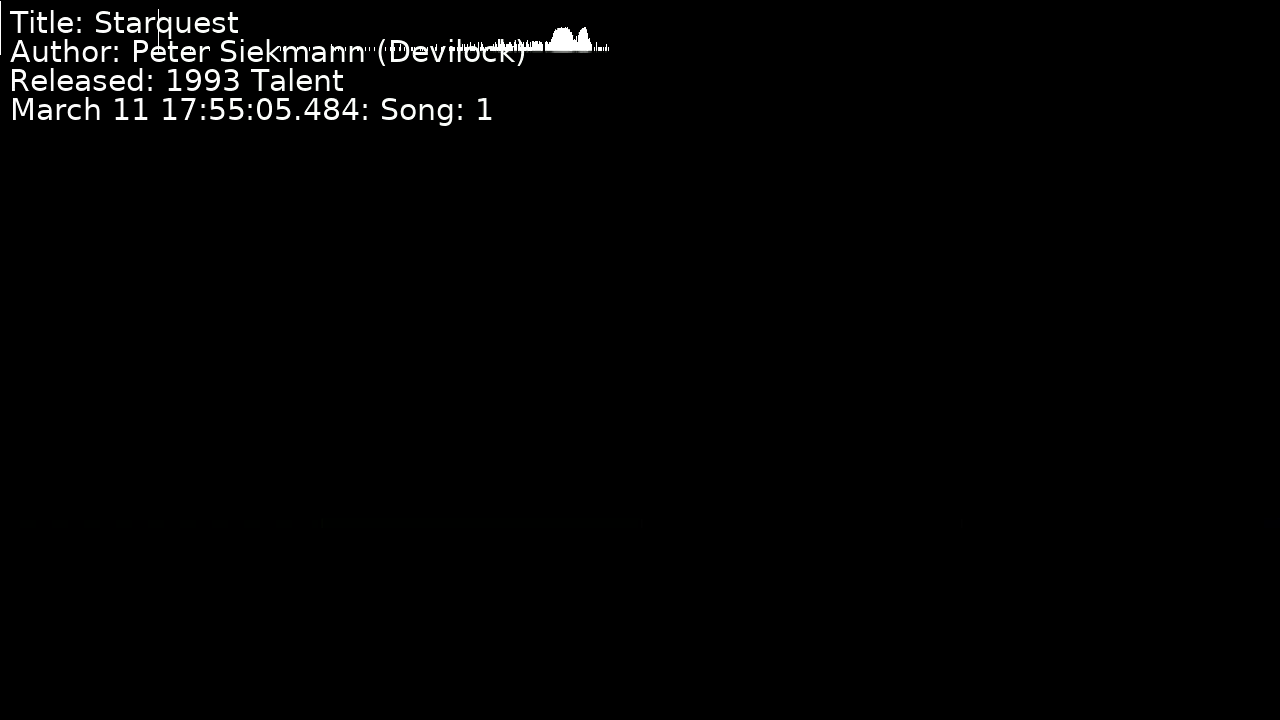 Title: Starquest
Author: Peter Siekmann (Devilock)
Released: 1993 Talent
March 11 17:55:05.484: Song: 1